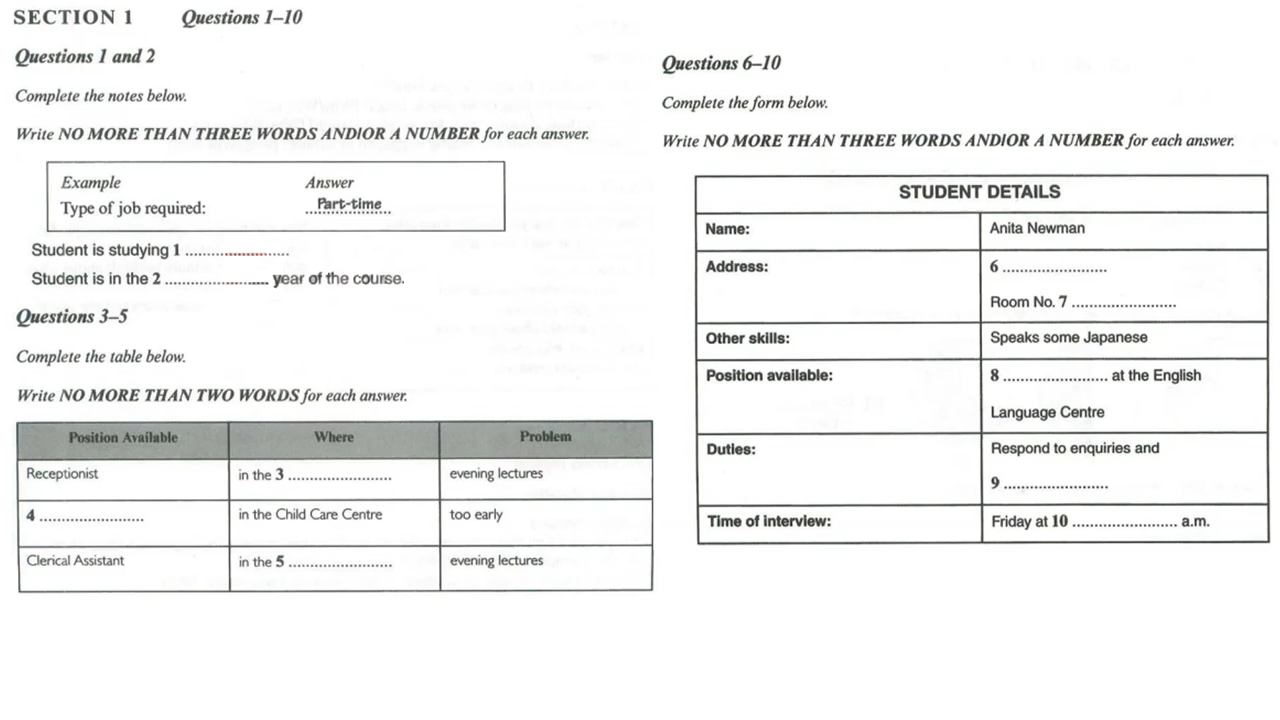 SECTION 1 Questions 1–10
Questions 1 and 2
Complete the notes below.
Write NO MORE THAN THREE WORDS AND/OR A NUMBER for each answer.
Example Answer
Type of job required: Part-time
Student is studying 1 ........................
Student is in the 2 ........................ year of the course.
Questions 3–5
Complete the table below.
Write NO MORE THAN TWO WORDS for each answer.
Position Available Where Problem
Receptionist in the 3 ........................ evening lectures
4 ........................ in the Child Care Centre too early
Clerical Assistant in the 5 ........................ evening lectures
Questions 6–10
Complete the form below.
Write NO MORE THAN THREE WORDS AND/OR A NUMBER for each answer.
STUDENT DETAILS
Name: Anita Newman
Address: 6 ........................
Room No. 7 ........................
Other skills: Speaks some Japanese
Position available: 8 ........................ at the English
Language Centre
Duties: Respond to enquiries and
9 ........................
Time of interview: Friday at 10 ........................ a.m.